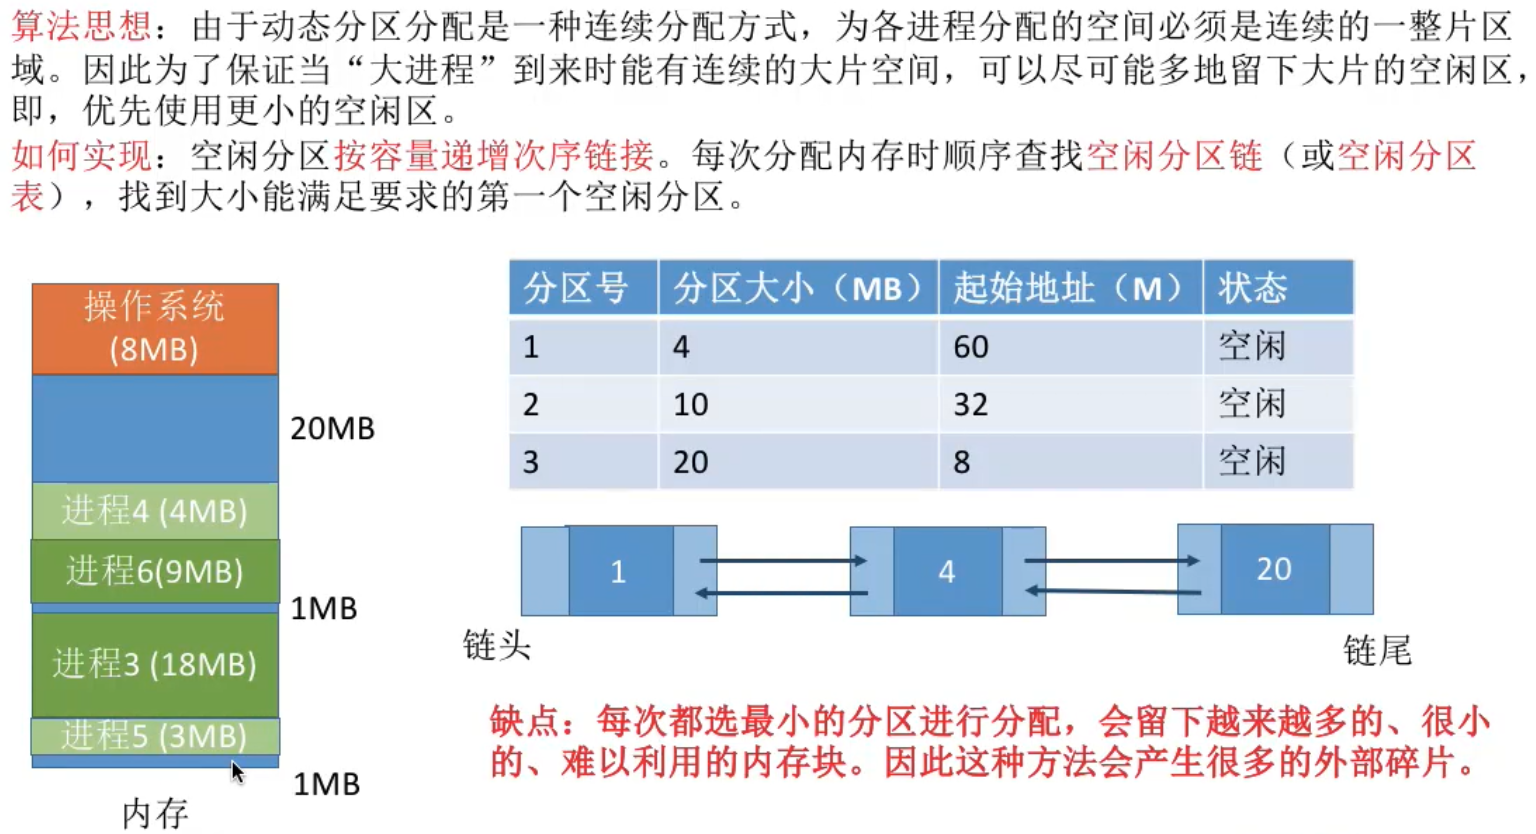 算法思想：由于动态分区分配是一种连续分配方式，为各进程分配的空间必须是连续的一整片区
域。因此为了保证当“大进程”到来时能有连续的大片空间，可以尽可能多地留下大片的空闲区，
即，优先使用更小的空闲区。
如何实现：空闲分区按容量递增次序链接。每次分配内存时顺序查找空闲分区链（或空闲分区
表），找到大小能满足要求的第一个空闲分区。
操作系统
(8MB)
20MB
进程4 (4MB)
进程6(9MB)
1MB
进程3 (18MB)
进程5 (3MB)
1MB
内存
分区号 分区大小（MB） 起始地址（M） 状态
1 4 60 空闲
2 10 32 空闲
3 20 8 空闲
1 4 20
链头 链尾
缺点：每次都选最小的分区进行分配，会留下越来越多的、很小
的、难以利用的内存块。因此这种方法会产生很多的外部碎片。